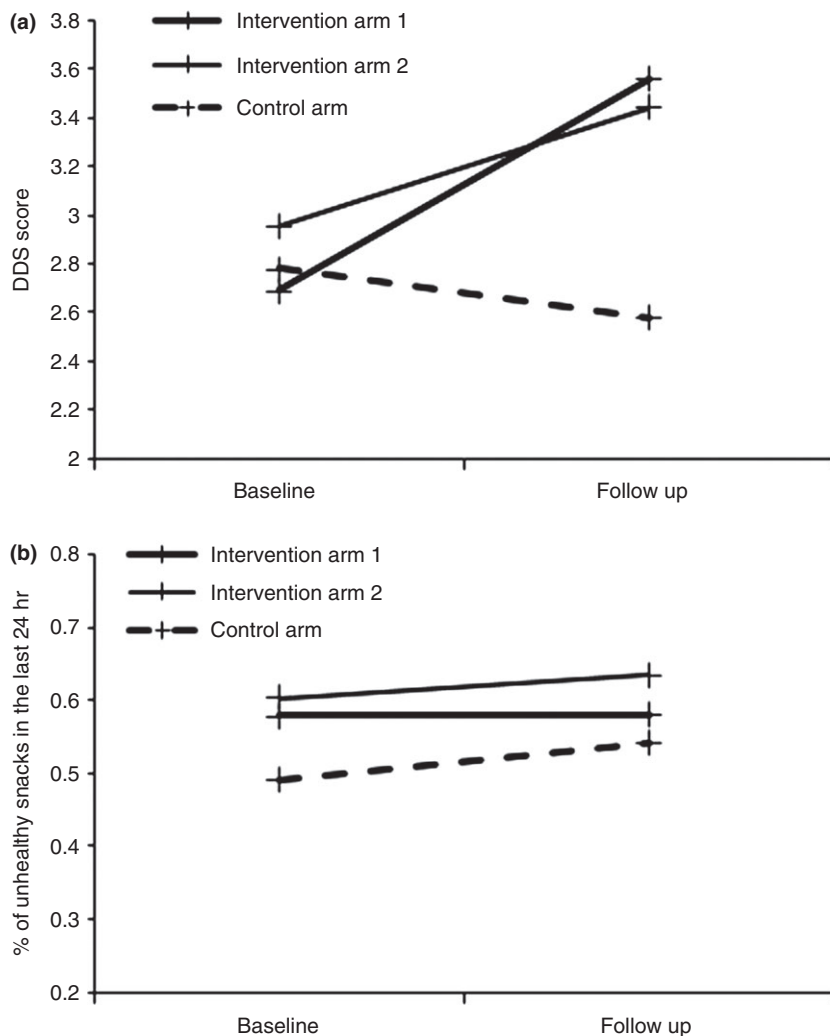 (a)
3.8
3.6
3.4
3.2
3
2.8
2.6
2.4
2.2
2
DDS score
Intervention arm 1
Intervention arm 2
Control arm
Baseline Follow up
(b)
0.8
0.7
0.6
0.5
0.4
0.3
0.2
% of unhealthy snacks in the last 24 hr
Intervention arm 1
Intervention arm 2
Control arm
Baseline Follow up